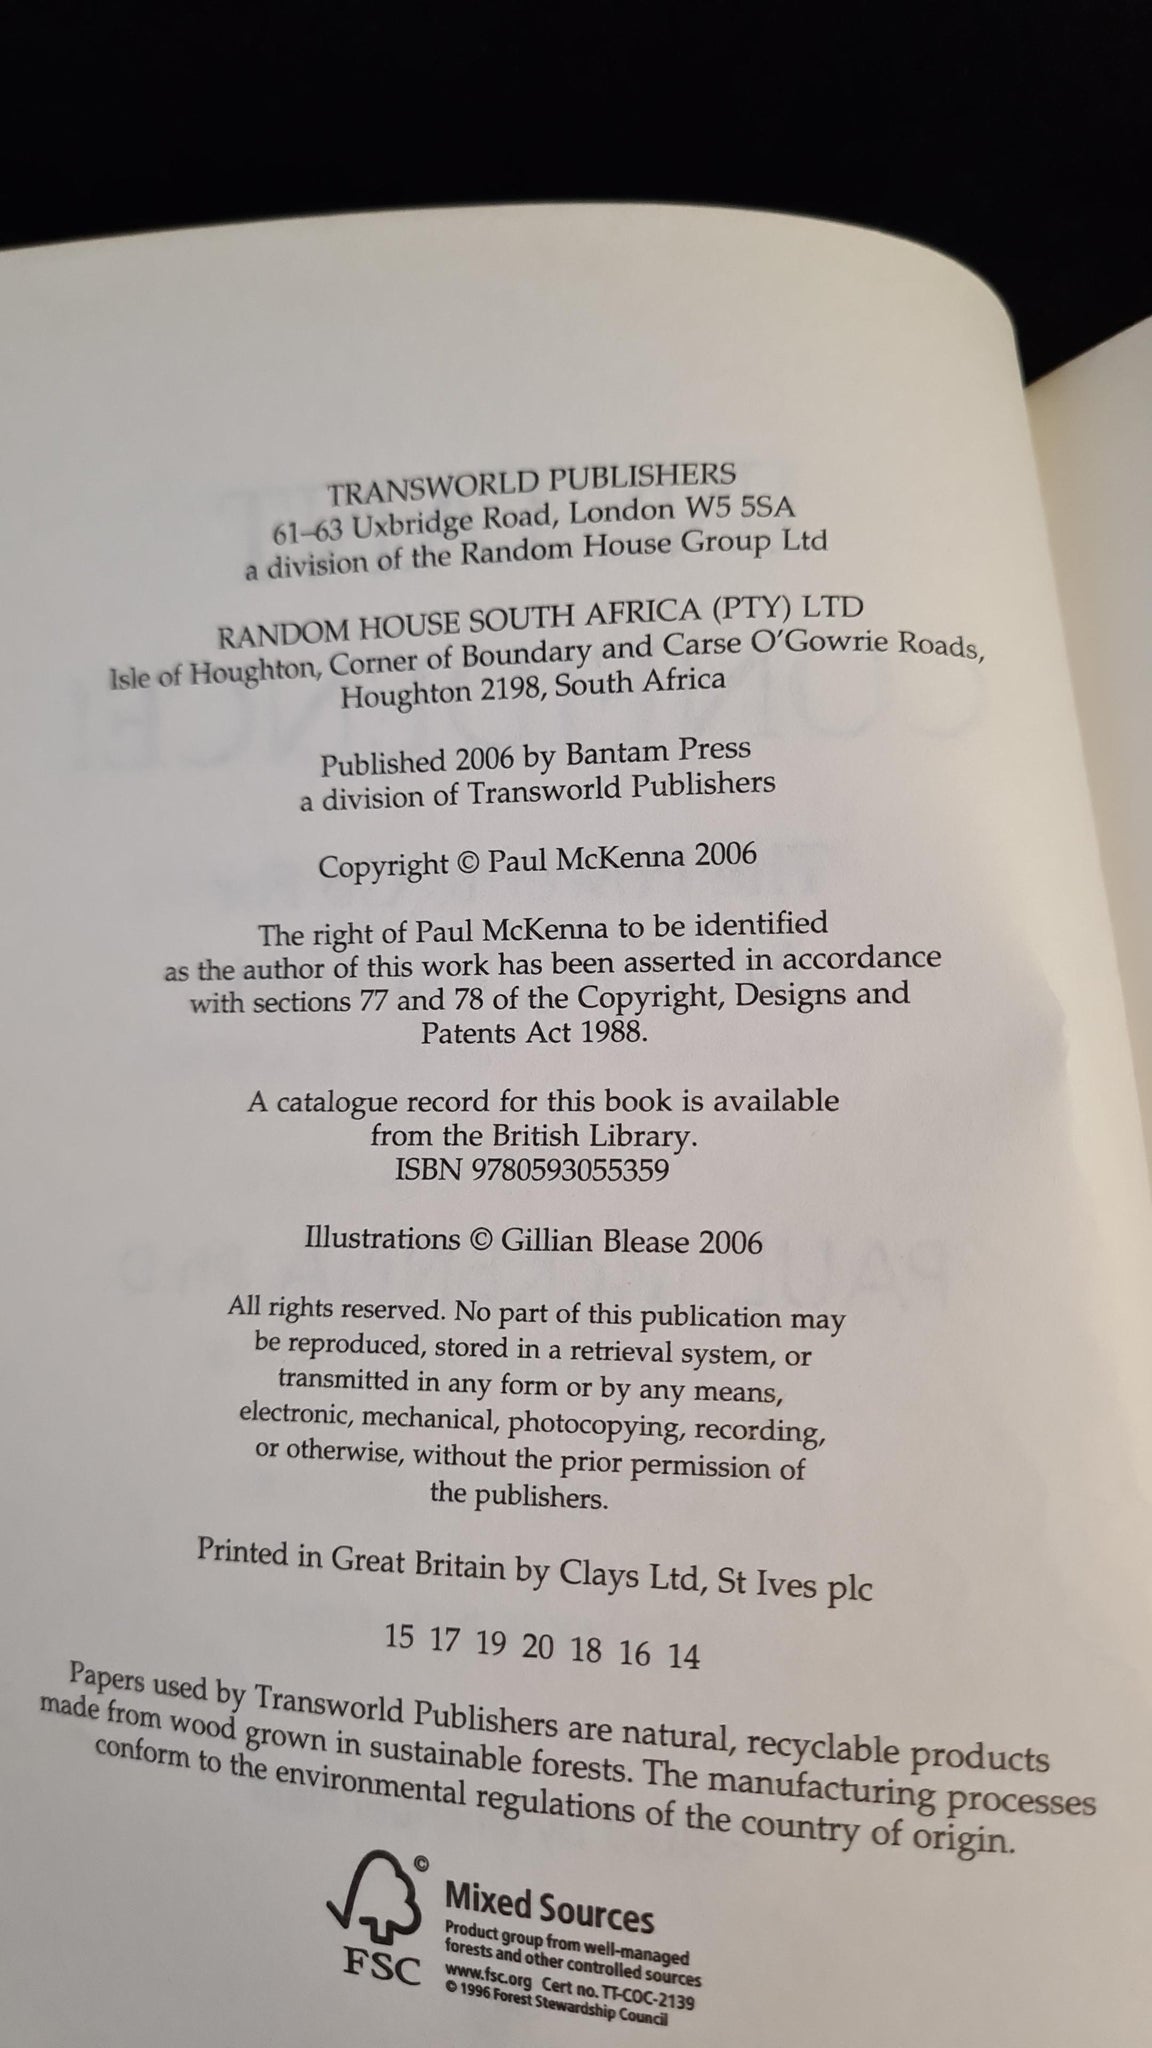 TRANSWORLD PUBLISHERS
61–63 Uxbridge Road, London W5 5SA
a division of the Random House Group Ltd
RANDOM HOUSE SOUTH AFRICA (PTY) LTD
Isle of Houghton, Corner of Boundary and Carse O'Gowrie Roads,
Houghton 2198, South Africa
Published 2006 by Bantam Press
a division of Transworld Publishers
Copyright © Paul McKenna 2006
The right of Paul McKenna to be identified
as the author of this work has been asserted in accordance
with sections 77 and 78 of the Copyright, Designs and
Patents Act 1988.
A catalogue record for this book is available
from the British Library.
ISBN 9780593055359
Illustrations © Gillian Blease 2006
All rights reserved. No part of this publication may
be reproduced, stored in a retrieval system, or
transmitted in any form or by any means,
electronic, mechanical, photocopying, recording,
or otherwise, without the prior permission of
the publishers.
Printed in Great Britain by Clays Ltd, St Ives plc
15 17 19 20 18 16 14
Papers used by Transworld Publishers are natural, recyclable products
made from wood grown in sustainable forests. The manufacturing processes
conform to the environmental regulations of the country of origin.
©
FSC
Mixed Sources
Product group from well-managed
forests and other controlled sources
www.fsc.org Cert no. TT-COC-2139
© 1996 Forest Stewardship Council